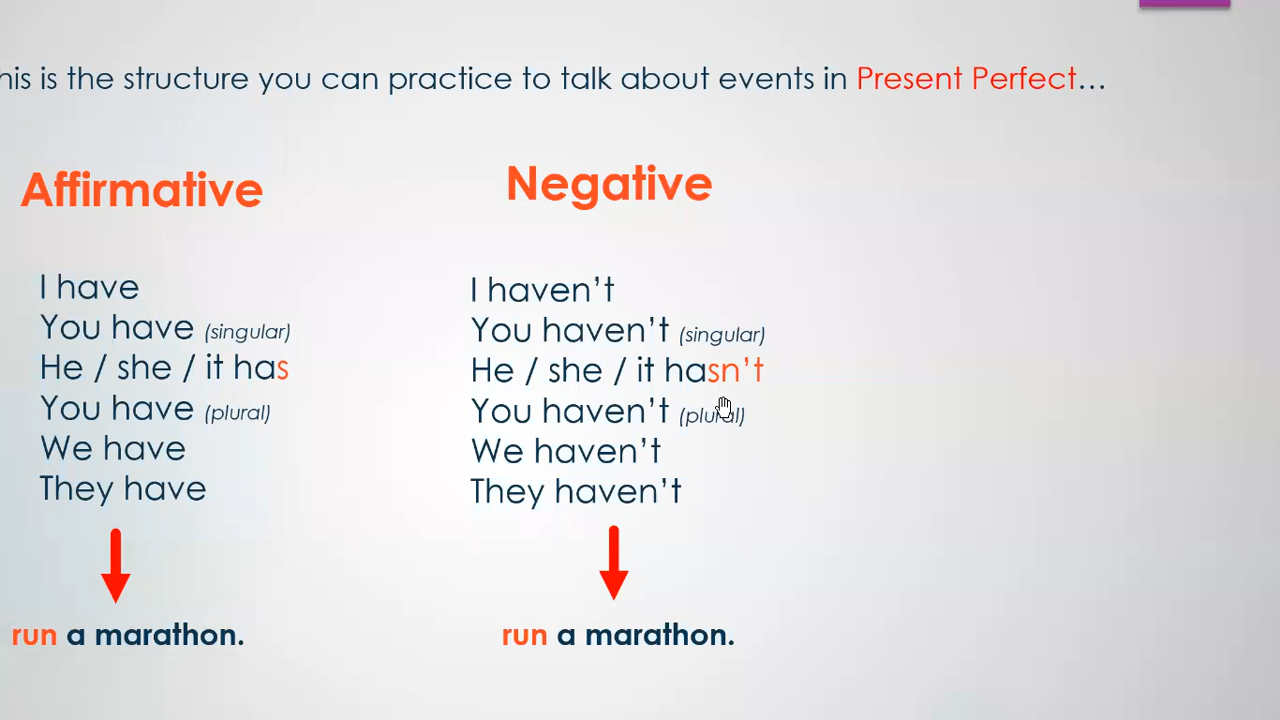 his is the structure you can practice to talk about events in Present Perfect…
Affirmative
I have
You have (singular)
He / she / it has
You have (plural)
We have
They have
run a marathon.
Negative
I haven’t
You haven’t (singular)
He / she / it hasn’t
You haven’t (plural)
We haven’t
They haven’t
run a marathon.